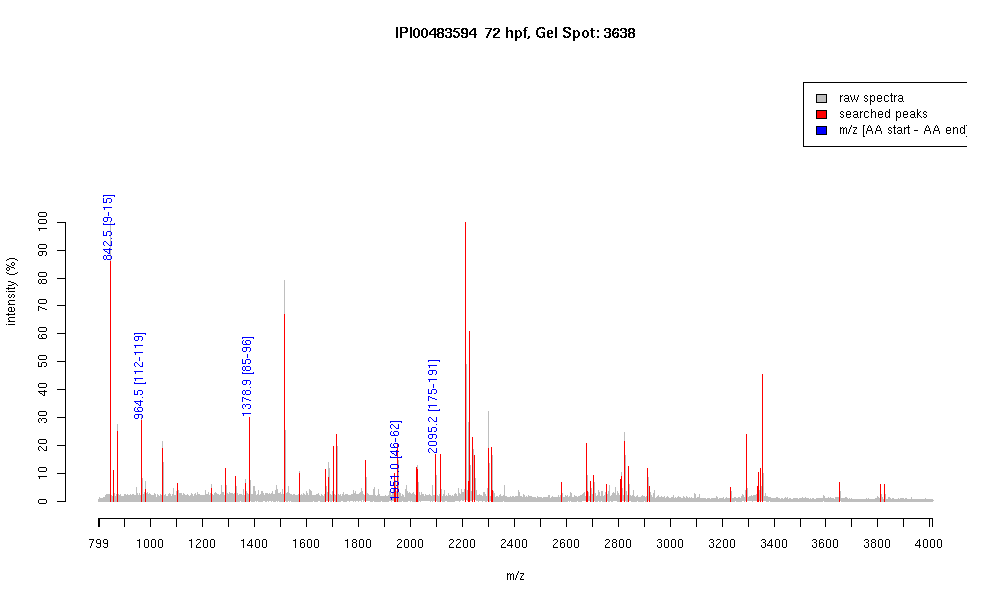 IPI00483594 72 hpf, Gel Spot: 3638
raw spectra
searched peaks
m/z [AA start - AA end]
842.5 [9-15]
964.5 [112-119]
1378.9 [85-96]
1951.0 [46-62]
2095.2 [175-191]
intensity (%)
100
90
80
70
60
50
40
30
20
10
0
799 1000 1200 1400 1600 1800 2000 2200 2400 2600 2800 3000 3200 3400 3600 3800 4000
m/z